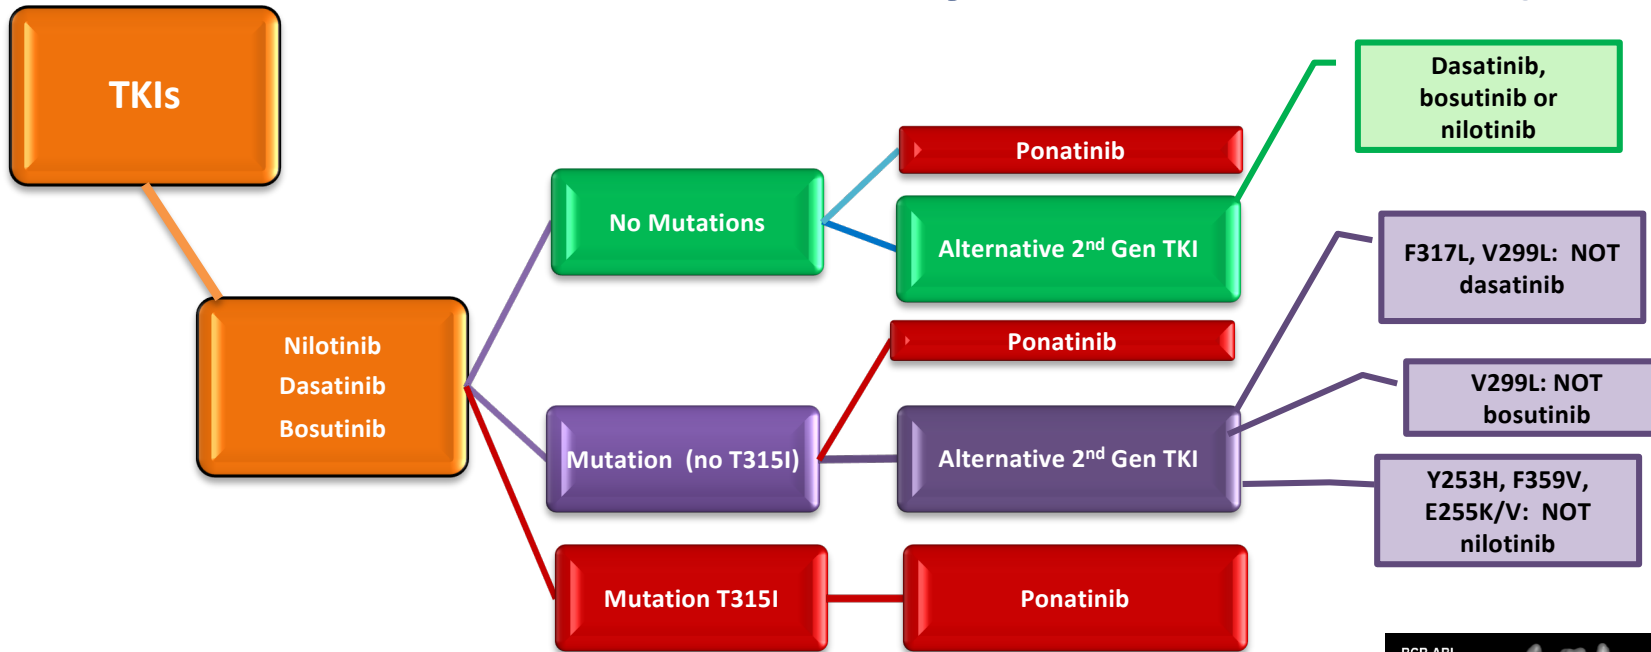 TKIs
Nilotinib
Dasatinib
Bosutinib
No Mutations
Mutation (no T315I)
Mutation T315I
Ponatinib
Alternative 2nd Gen TKI
Ponatinib
Alternative 2nd Gen TKI
Ponatinib
Dasatinib,
bosutinib or
nilotinib
F317L, V299L: NOT
dasatinib
V299L: NOT
bosutinib
Y253H, F359V,
E255K/V: NOT
nilotinib